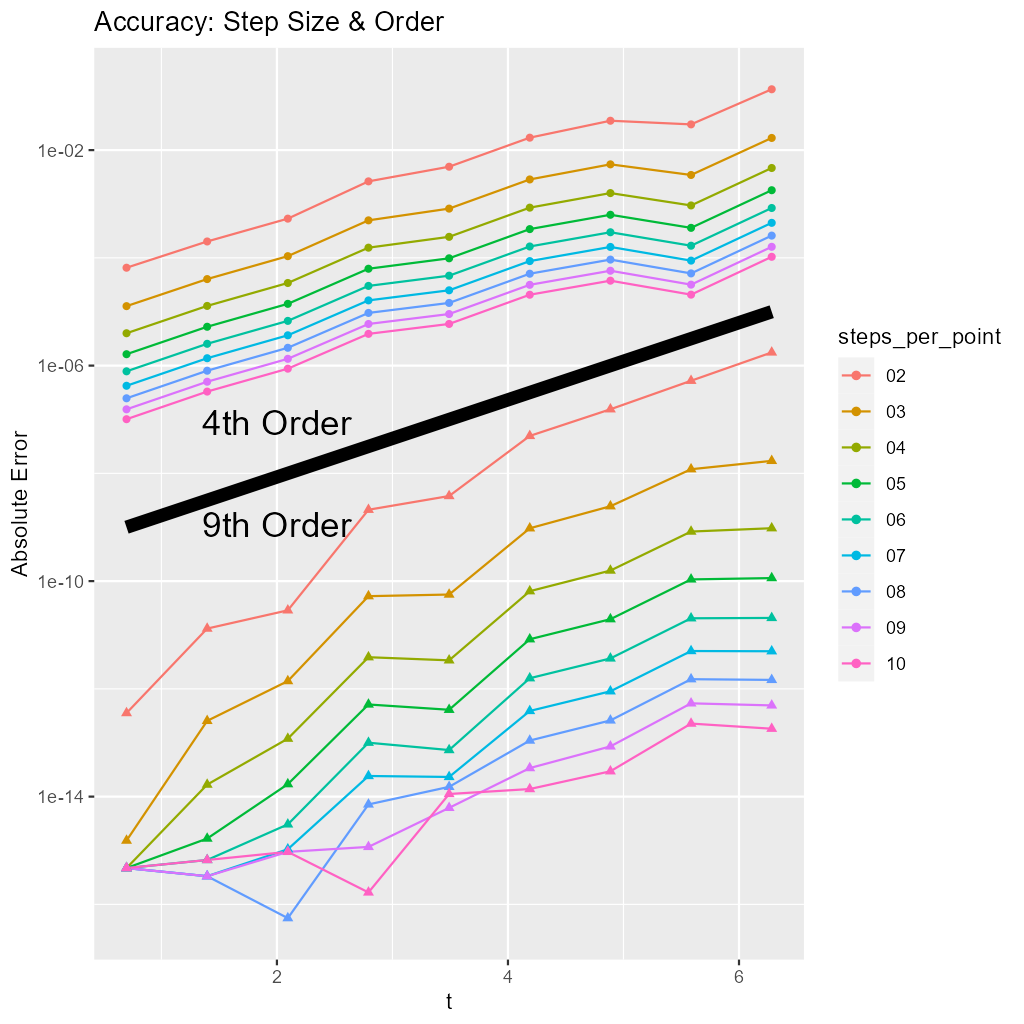 Accuracy: Step Size & Order
Absolute Error
1e-02
1e-06
1e-10
1e-14
4th Order
9th Order
2
4
6
t
steps_per_point
02
03
04
05
06
07
08
09
10